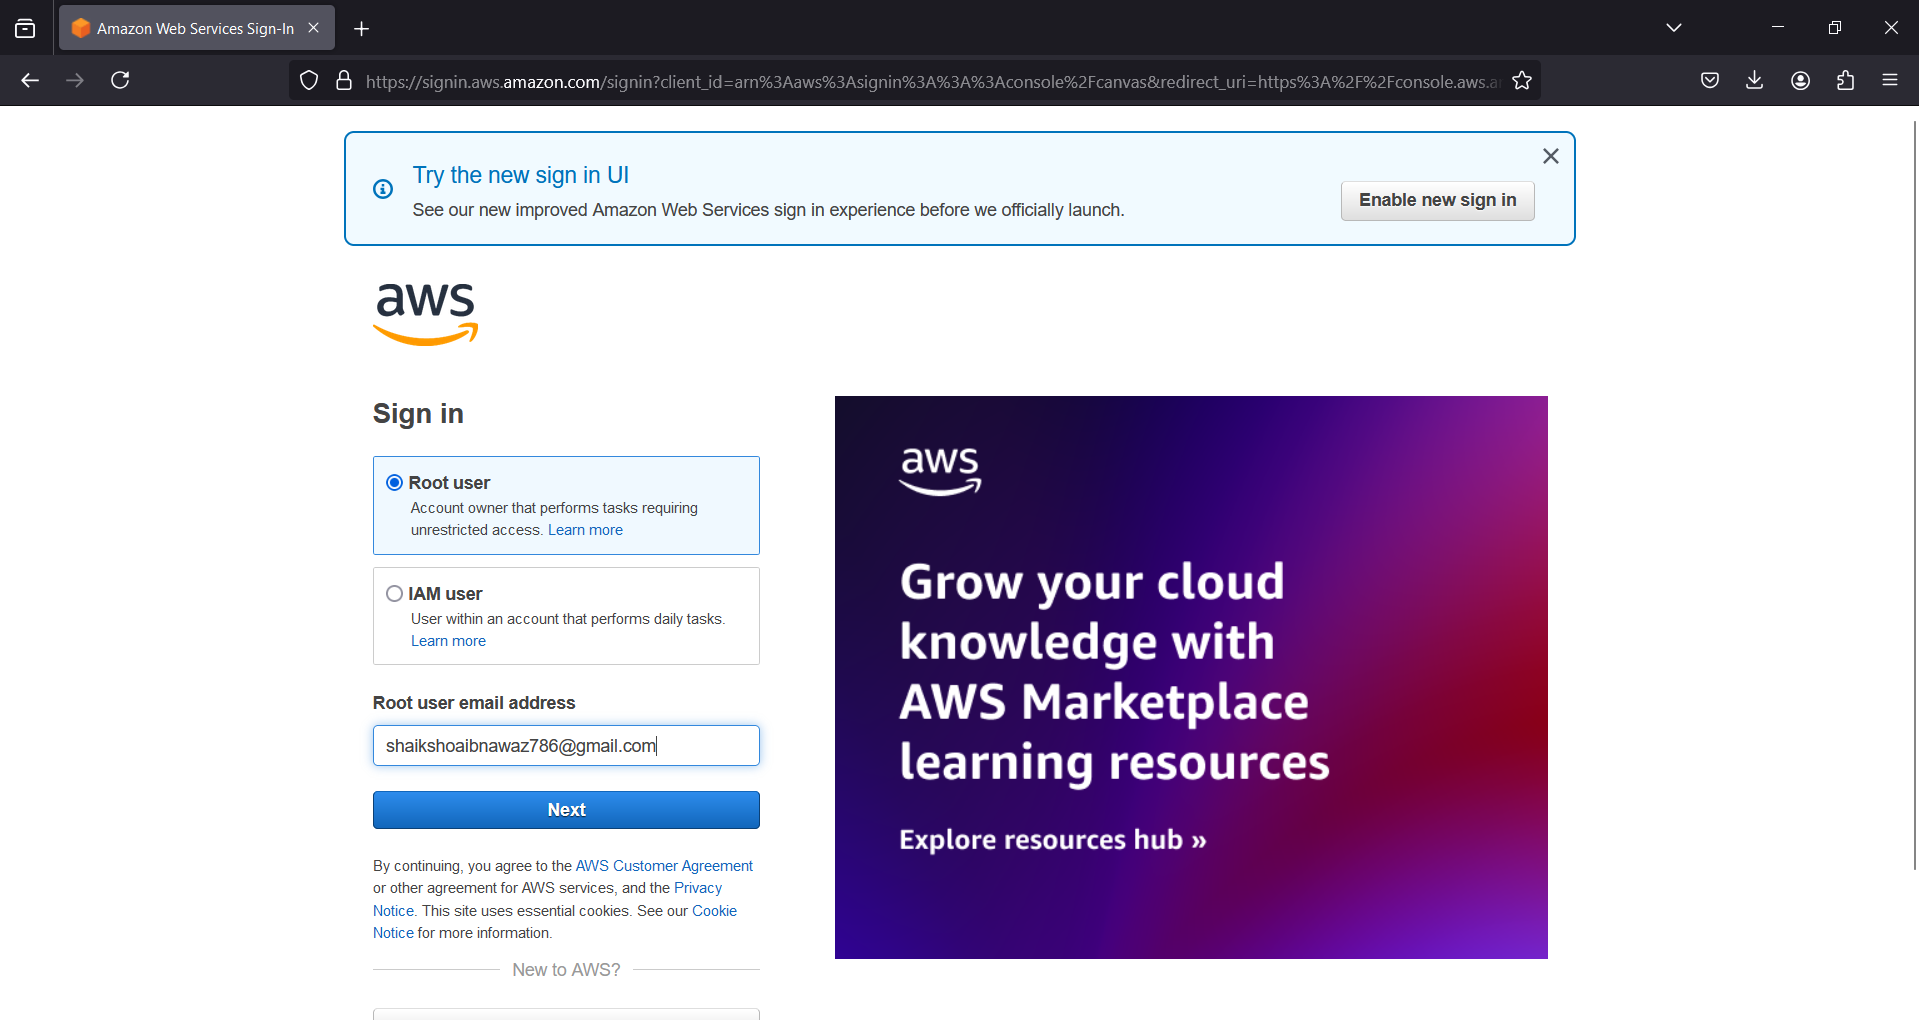 Amazon Web Services Sign-In
https://signin.aws.amazon.com/signin?client_id=arn%3Aaws%3Asignin%3A%3A%3Aconsole%2Fcanvas&redirect_uri=https%3A%2F%2Fconsole.aws.a
Try the new sign in UI
See our new improved Amazon Web Services sign in experience before we officially launch.
Enable new sign in
aws
Sign in
Root user
Account owner that performs tasks requiring
unrestricted access. Learn more
IAM user
User within an account that performs daily tasks.
Learn more
Root user email address
shaikshoaibnawaz786@gmail.com
Next
By continuing, you agree to the AWS Customer Agreement
or other agreement for AWS services, and the Privacy
Notice. This site uses essential cookies. See our Cookie
Notice for more information.
New to AWS?
aws
Grow your cloud
knowledge with
AWS Marketplace
learning resources
Explore resources hub »